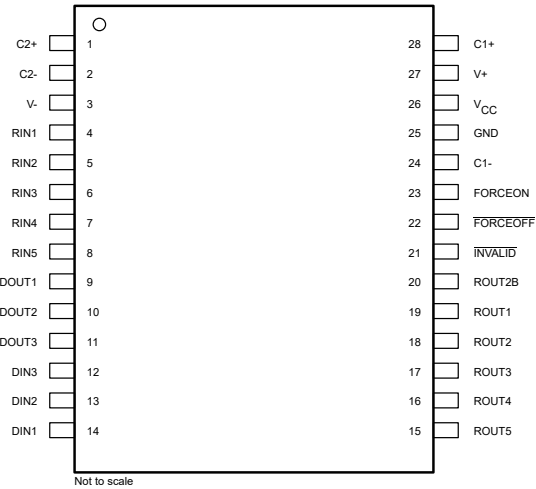 C2+ 1 28 C1+
C2- 2 27 V+
V- 3 26 VCC
RIN1 4 25 GND
RIN2 5 24 C1-
RIN3 6 23 FORCEON
RIN4 7 22 FORCEOFF
RIN5 8 21 INVALID
DOUT1 9 20 ROUT2B
DOUT2 10 19 ROUT1
DOUT3 11 18 ROUT2
DIN3 12 17 ROUT3
DIN2 13 16 ROUT4
DIN1 14 15 ROUT5
Not to scale